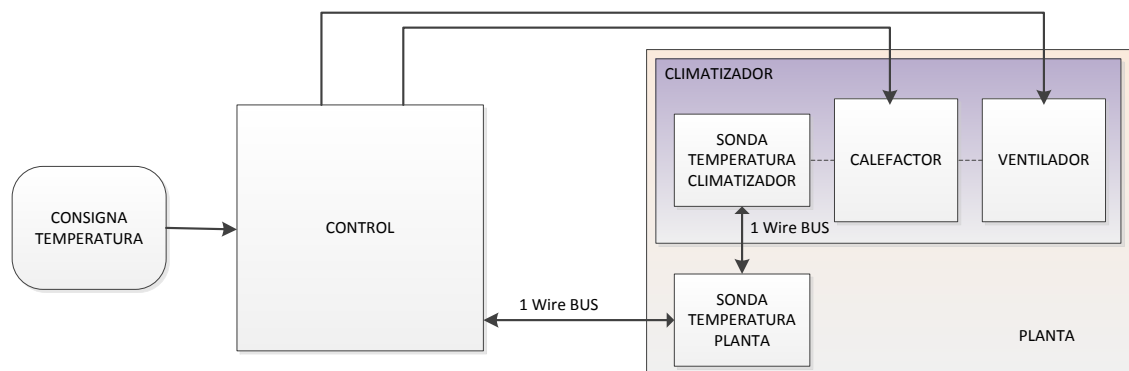 CLIMATIZADOR
SONDA
TEMPERATURA
CLIMATIZADOR
CALEFACTOR
VENTILADOR
CONSIGNA
TEMPERATURA
CONTROL
1 Wire BUS
1 Wire BUS
SONDA
TEMPERATURA
PLANTA
PLANTA